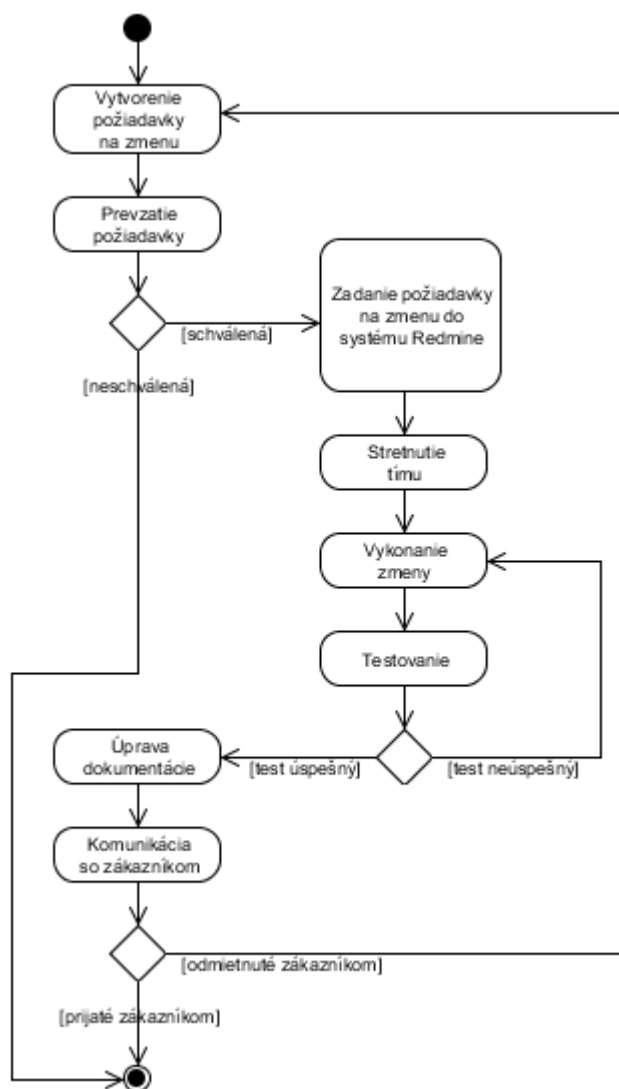 Vytvorenie
požiadavky
na zmenu
Prevzatie
požiadavky
[schválená]
[neschválená]
Zadanie požiadavky
na zmenu do
systému Redmine
Stretnutie
tímu
Vykonanie
zmeny
Testovanie
[test úspešný]
[test neúspešný]
Úprava
dokumentácie
Komunikácia
so zákazníkom
[odmietnuté zákazníkom]
[prijaté zákazníkom]